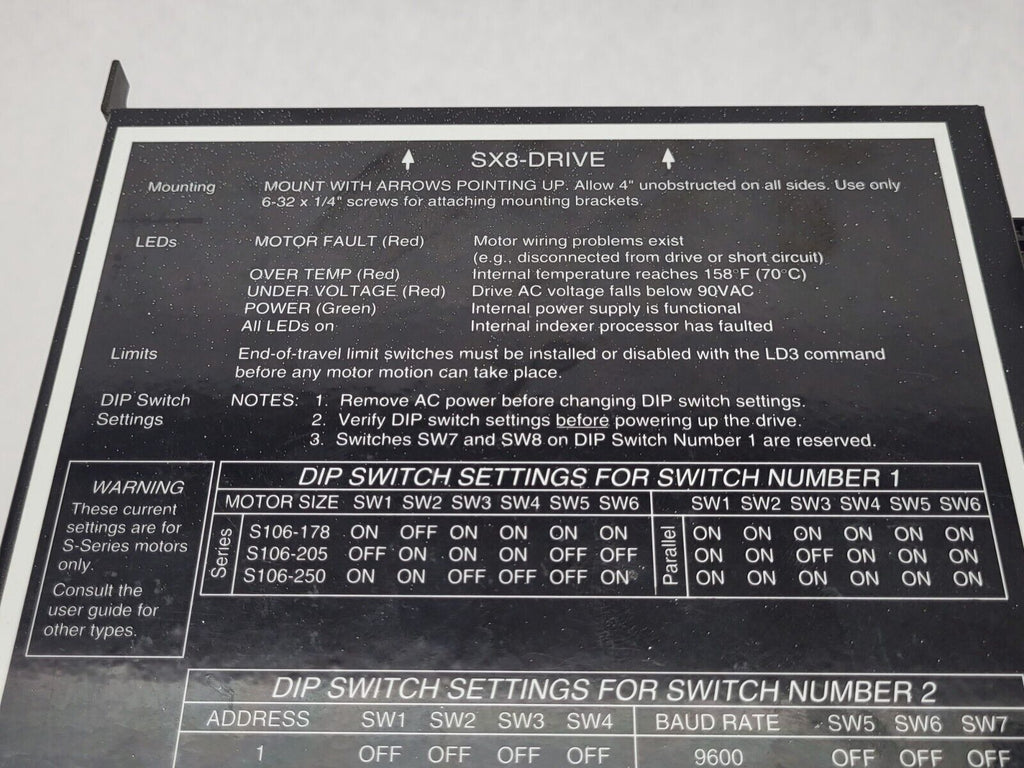 SX8-DRIVE
Mounting MOUNT WITH ARROWS POINTING UP. Allow 4" unobstructed on all sides. Use only
6-32 x 1/4" screws for attaching mounting brackets.
LEDs MOTOR FAULT (Red) Motor wiring problems exist
(e.g., disconnected from drive or short circuit)
OVER TEMP (Red) Internal temperature reaches 158°F (70°C)
UNDER VOLTAGE (Red) Drive AC voltage falls below 90VAC
POWER (Green) Internal power supply is functional
All LEDs on Internal indexer processor has faulted
Limits End-of-travel limit switches must be installed or disabled with the LD3 command
before any motor motion can take place.
DIP Switch NOTES: 1. Remove AC power before changing DIP switch settings.
Settings 2. Verify DIP switch settings before powering up the drive.
3. Switches SW7 and SW8 on DIP Switch Number 1 are reserved.
WARNING
These current
settings are for
S-Series motors
only.
Consult the
user guide for
other types.
DIP SWITCH SETTINGS FOR SWITCH NUMBER 1
MOTOR SIZE SW1 SW2 SW3 SW4 SW5 SW6 SW1 SW2 SW3 SW4 SW5 SW6
Series
Parallel
S106-178 ON OFF ON ON ON ON ON ON ON ON ON ON
S106-205 OFF ON ON ON OFF OFF ON ON OFF ON ON ON
S106-250 ON ON OFF OFF OFF ON ON ON ON ON ON ON
DIP SWITCH SETTINGS FOR SWITCH NUMBER 2
ADDRESS SW1 SW2 SW3 SW4 BAUD RATE SW5 SW6 SW7
1 OFF OFF OFF OFF 9600 OFF OFF OFF